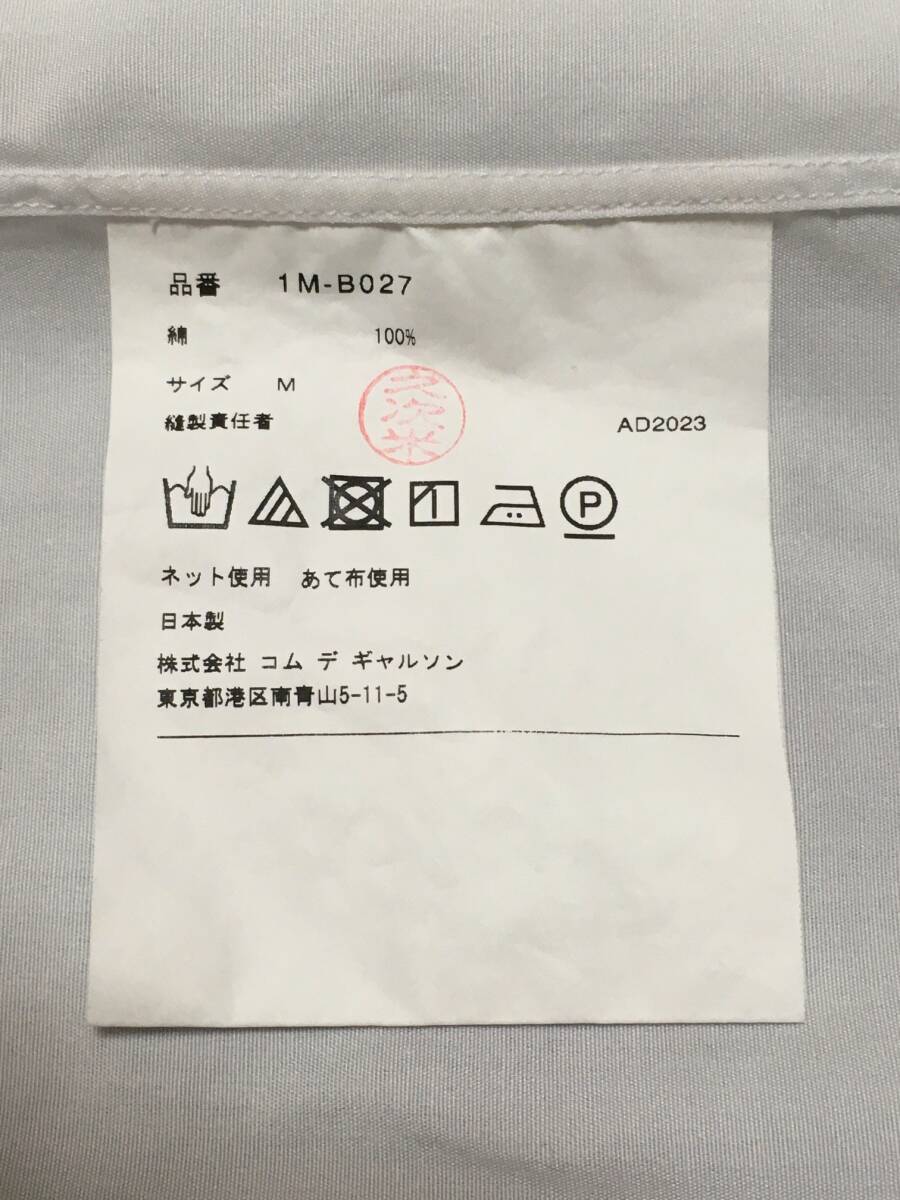 品番 1M-B027
綿 100%
サイズ M
縫製責任者 AD2023
P
ネット使用 あて布使用
日本製
株式会社 コム デ ギャルソン
東京都港区南青山5-11-5